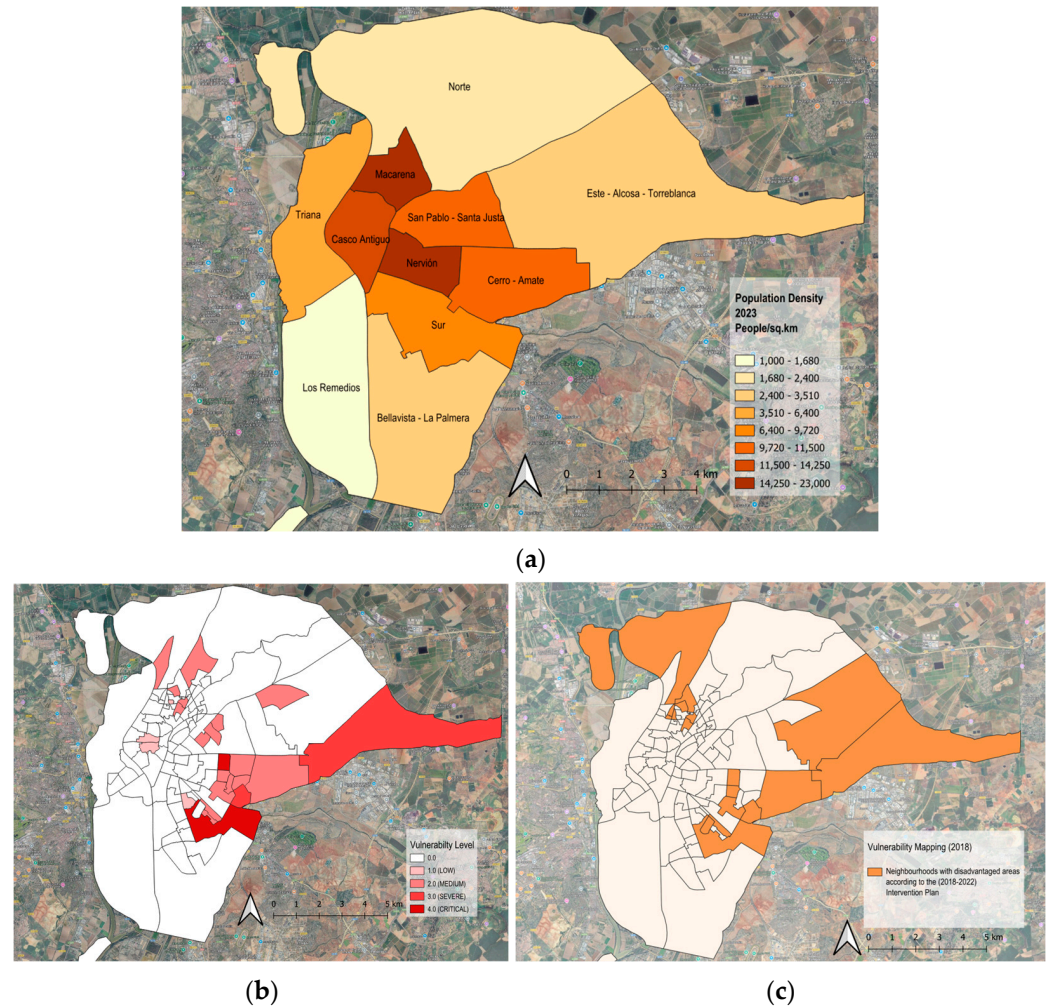 Norte
Macarena
Este - Alcosa - Torreblanca
Triana
San Pablo - Santa Justa
Casco Antiguo
Nervión
Cerro - Amate
Sur
Los Remedios
Bellavista - La Palmera
Population Density
2023
People/sq.km
1,000 - 1,680
1,680 - 2,400
2,400 - 3,510
3,510 - 6,400
6,400 - 9,720
9,720 - 11,500
11,500 - 14,250
14,250 - 23,000
0 1 2 3 4 km
(a)
Vulnerabilty Level
0.0
1.0 (LOW)
2.0 (MEDIUM)
3.0 (SEVERE)
4.0 (CRITICAL)
0 1 2 3 4 5 km
(b)
Vulnerability Mapping (2018)
Neighbourhoods with disadvantaged areas
according to the (2018-2022)
Intervention Plan
0 1 2 3 4 5 km
(c)